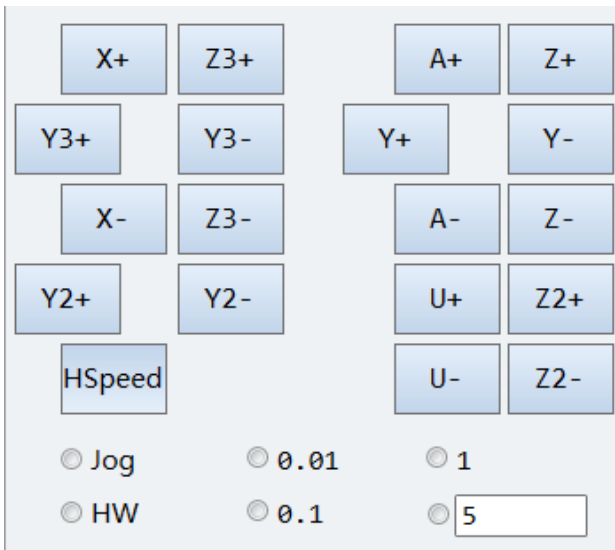 X+ Z3+ A+ Z+
Y3+ Y3- Y+ Y-
X- Z3- A- Z-
Y2+ Y2- U+ Z2+
HSpeed U- Z2-
Jog 0.01 1
HW 0.1 5